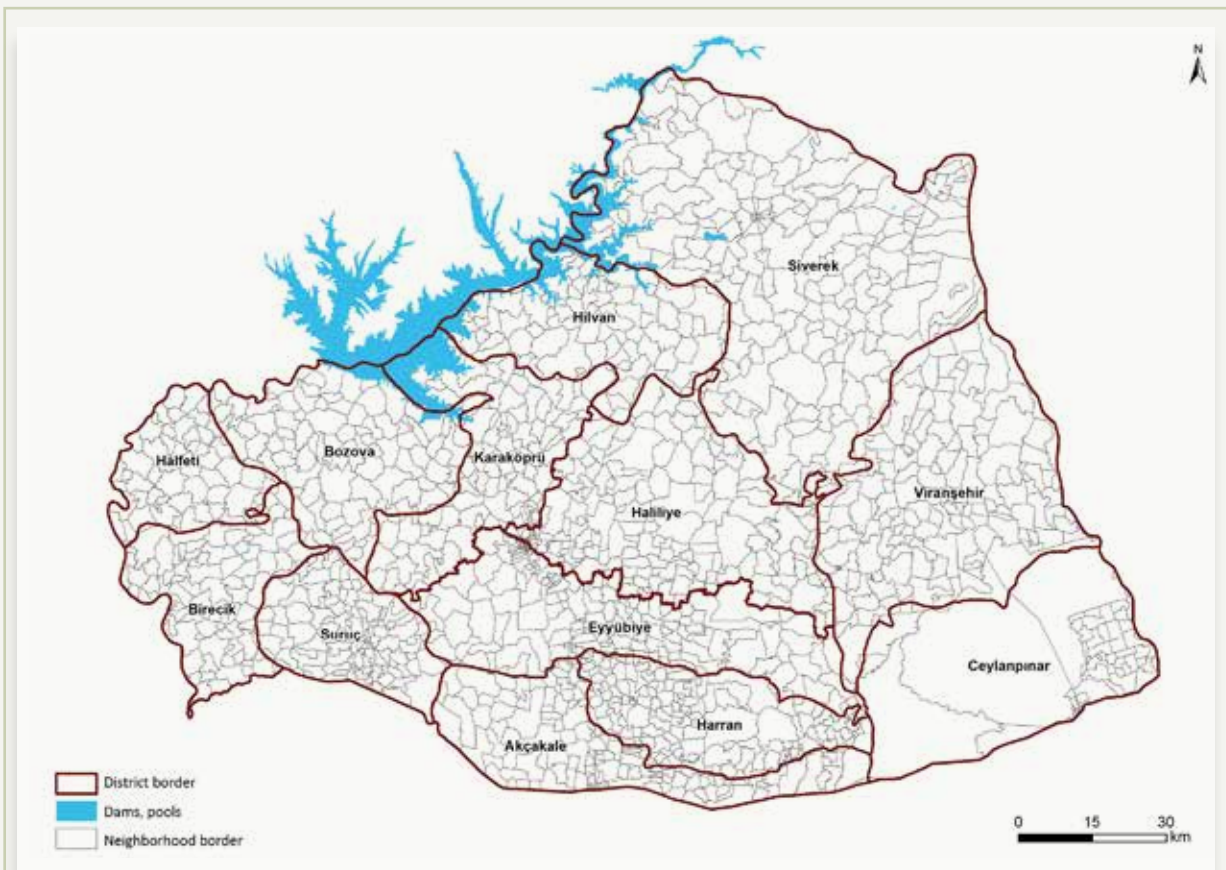 N
Siverek
Hilvan
Halfeti
Bozova
Karaköprü
Viranşehir
Haliliye
Birecik
Suruç
Eyyübiye
Ceylanpınar
Harran
Akçakale
District border
Dams, pools
Neighborhood border
0 15 30
km